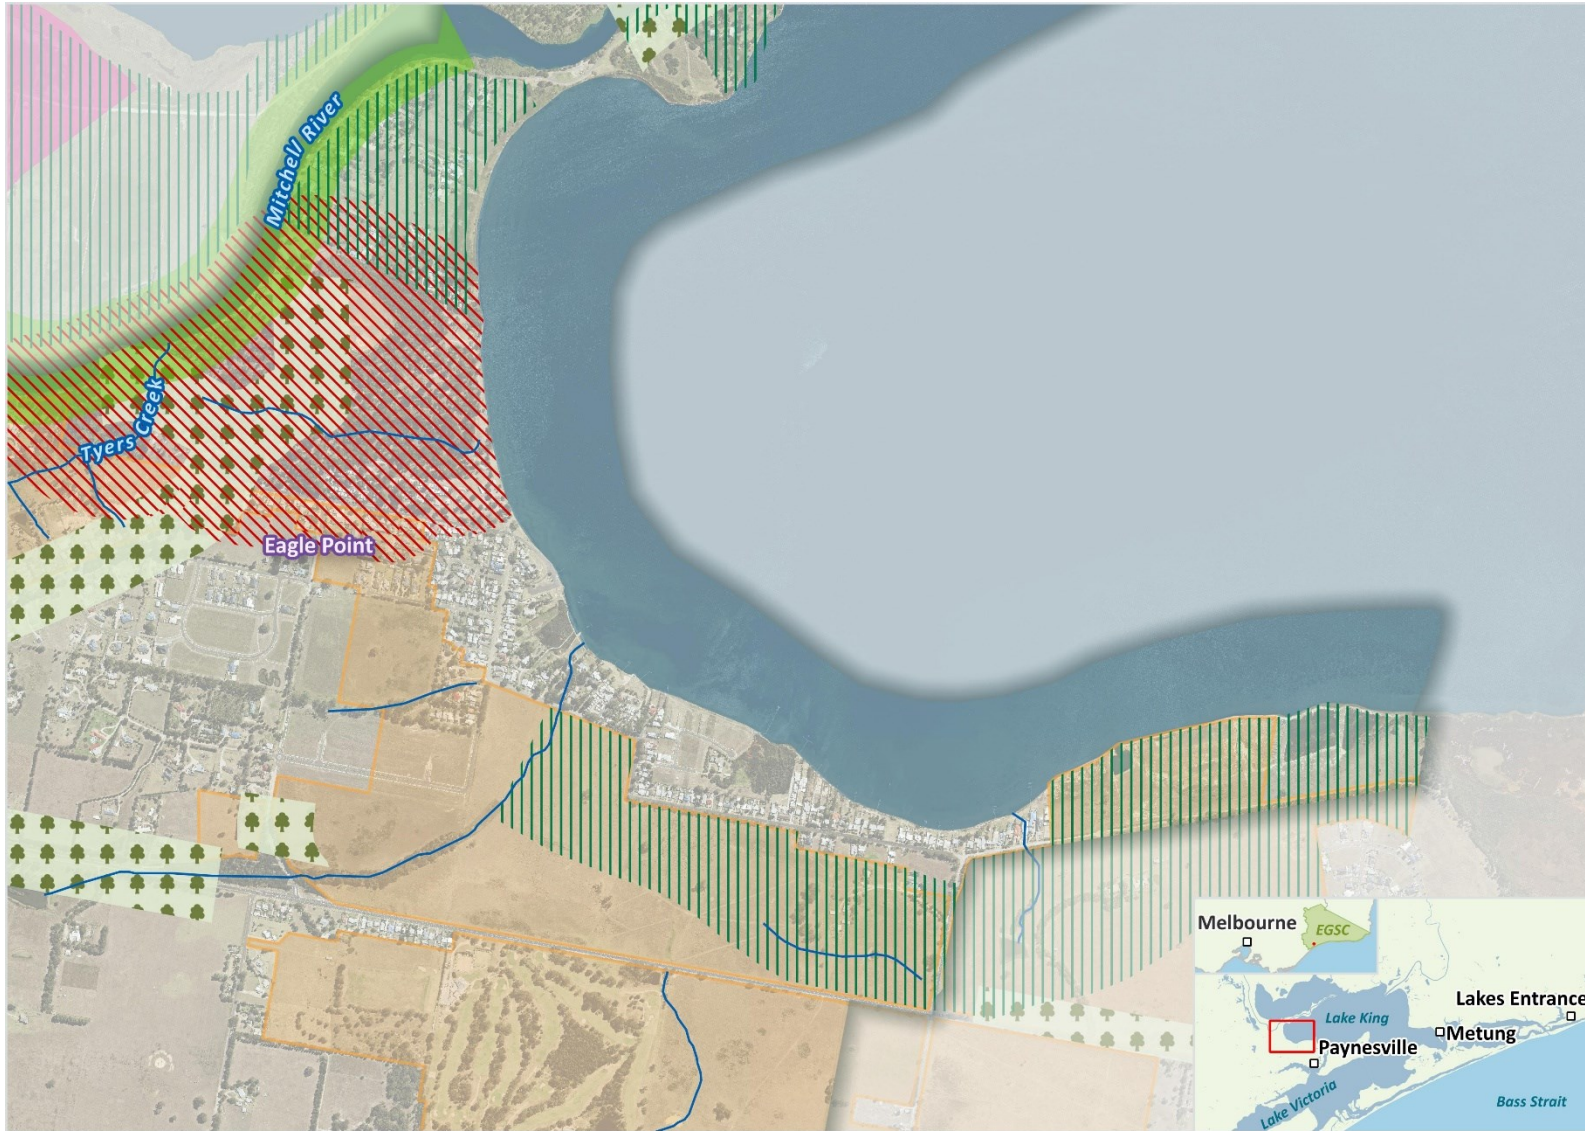 Mitchell River
Tyers Creek
Eagle Point
Melbourne
EGSC
Lakes Entrance
Lake King
Metung
Paynesville
Lake Victoria
Bass Strait